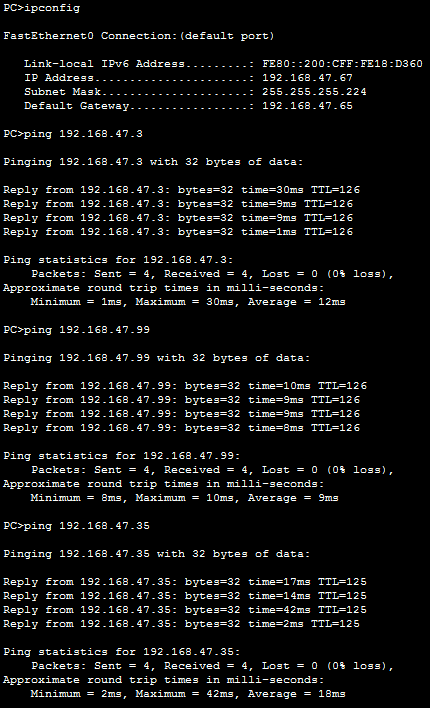 PC>ipconfig
FastEthernet0 Connection:(default port)
Link-local IPv6 Address.........: FE80::200:CFF:FE18:D360
IP Address......................: 192.168.47.67
Subnet Mask.....................: 255.255.255.224
Default Gateway.................: 192.168.47.65
PC>ping 192.168.47.3
Pinging 192.168.47.3 with 32 bytes of data:
Reply from 192.168.47.3: bytes=32 time=30ms TTL=126
Reply from 192.168.47.3: bytes=32 time=9ms TTL=126
Reply from 192.168.47.3: bytes=32 time=9ms TTL=126
Reply from 192.168.47.3: bytes=32 time=1ms TTL=126
Ping statistics for 192.168.47.3:
Packets: Sent = 4, Received = 4, Lost = 0 (0% loss),
Approximate round trip times in milli-seconds:
Minimum = 1ms, Maximum = 30ms, Average = 12ms
PC>ping 192.168.47.99
Pinging 192.168.47.99 with 32 bytes of data:
Reply from 192.168.47.99: bytes=32 time=10ms TTL=126
Reply from 192.168.47.99: bytes=32 time=9ms TTL=126
Reply from 192.168.47.99: bytes=32 time=9ms TTL=126
Reply from 192.168.47.99: bytes=32 time=8ms TTL=126
Ping statistics for 192.168.47.99:
Packets: Sent = 4, Received = 4, Lost = 0 (0% loss),
Approximate round trip times in milli-seconds:
Minimum = 8ms, Maximum = 10ms, Average = 9ms
PC>ping 192.168.47.35
Pinging 192.168.47.35 with 32 bytes of data:
Reply from 192.168.47.35: bytes=32 time=17ms TTL=125
Reply from 192.168.47.35: bytes=32 time=14ms TTL=125
Reply from 192.168.47.35: bytes=32 time=42ms TTL=125
Reply from 192.168.47.35: bytes=32 time=2ms TTL=125
Ping statistics for 192.168.47.35:
Packets: Sent = 4, Received = 4, Lost = 0 (0% loss),
Approximate round trip times in milli-seconds:
Minimum = 2ms, Maximum = 42ms, Average = 18ms